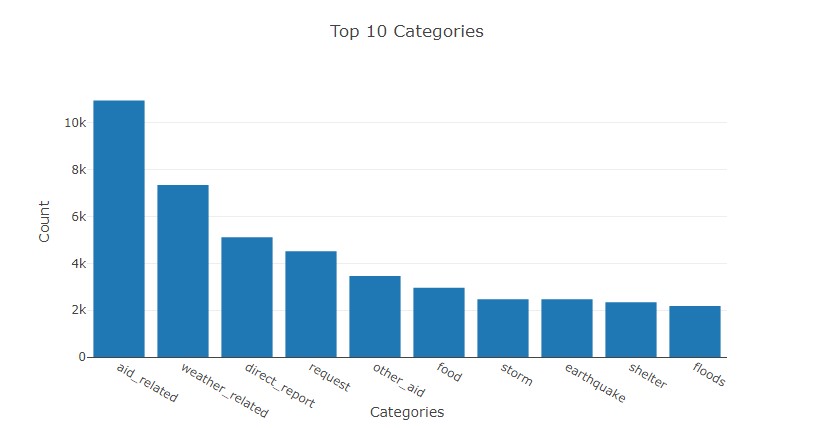 Top 10 Categories
10k
8k
6k
4k
2k
0
Count
aid_related
weather_related
direct_report
request
other_aid
food
storm
earthquake
shelter
floods
Categories